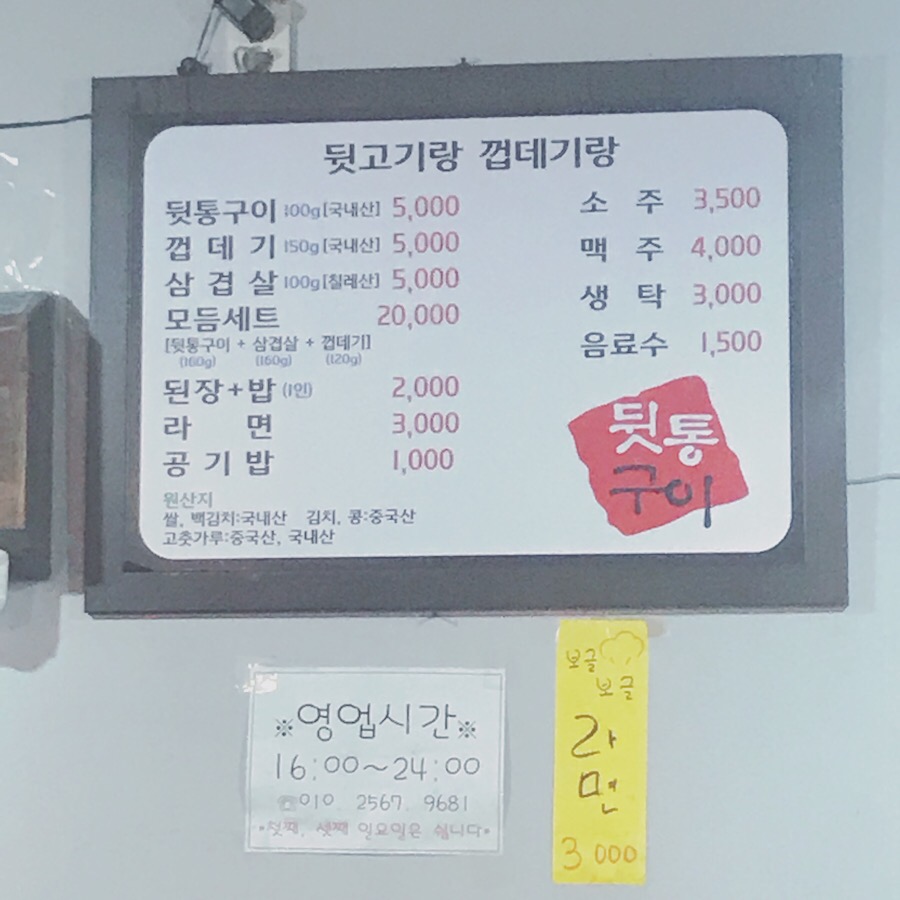 뒷고기랑 껍데기랑
뒷통구이 100g[국내산] 5,000
껍데기 150g[국내산] 5,000
삼겹살 100g[칠레산] 5,000
모듬세트 20,000
[뒷통구이 + 삼겹살 + 껍데기]
(160g) (160g) (120g)
된장+밥 (1인) 2,000
라면 3,000
공기밥 1,000
원산지
쌀, 백김치:국내산 김치, 콩:중국산
고춧가루:중국산, 국내산
소주 3,500
맥주 4,000
생탁 3,000
음료수 1,500
뒷통
구이
※영업시간※
16:00~24:00
☎010 2567 9681
•첫째, 셋째 일요일은 쉽니다•
보글
보글
라
면
3 000